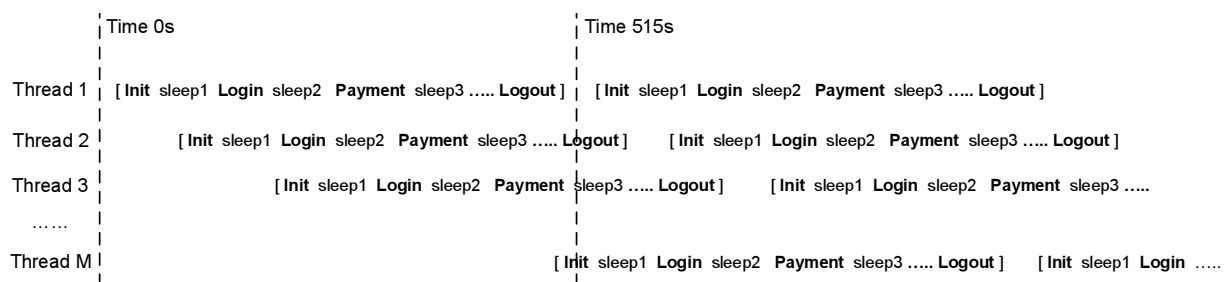 Time 0s Time 515s
Thread 1 [ Init sleep1 Login sleep2 Payment sleep3 ..... Logout ] [ Init sleep1 Login sleep2 Payment sleep3 ..... Logout ]
Thread 2 [ Init sleep1 Login sleep2 Payment sleep3 ..... Logout ] [ Init sleep1 Login sleep2 Payment sleep3 ..... Logout ]
Thread 3 [ Init sleep1 Login sleep2 Payment sleep3 ..... Logout ] [ Init sleep1 Login sleep2 Payment sleep3 .....
......
Thread M [ Init sleep1 Login sleep2 Payment sleep3 ..... Logout ] [ Init sleep1 Login .....